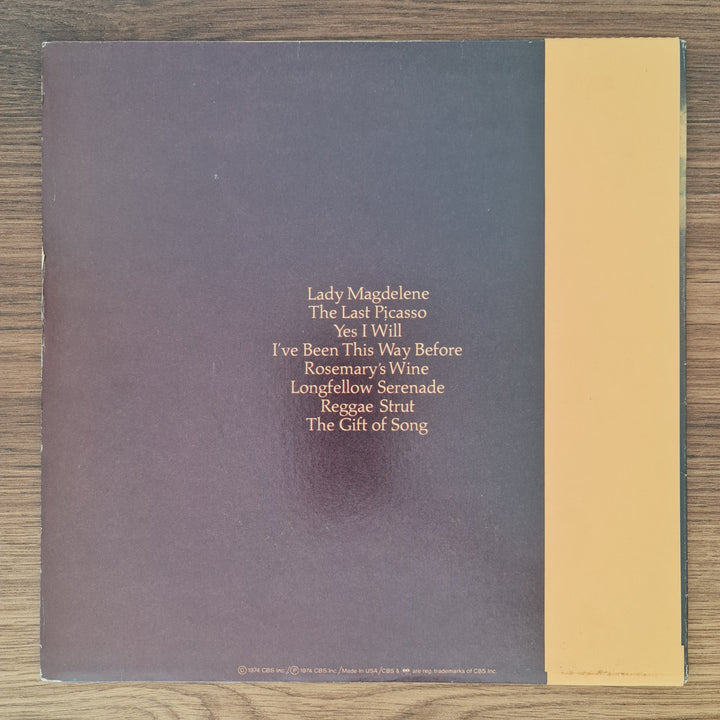 Lady Magdelene
The Last Picasso
Yes I Will
I've Been This Way Before
Rosemary's Wine
Longfellow Serenade
Reggae Strut
The Gift of Song
©1974 CBS Inc./Ⓟ1974 CBS Inc./Made in USA/CBS & are reg. trademarks of CBS Inc.